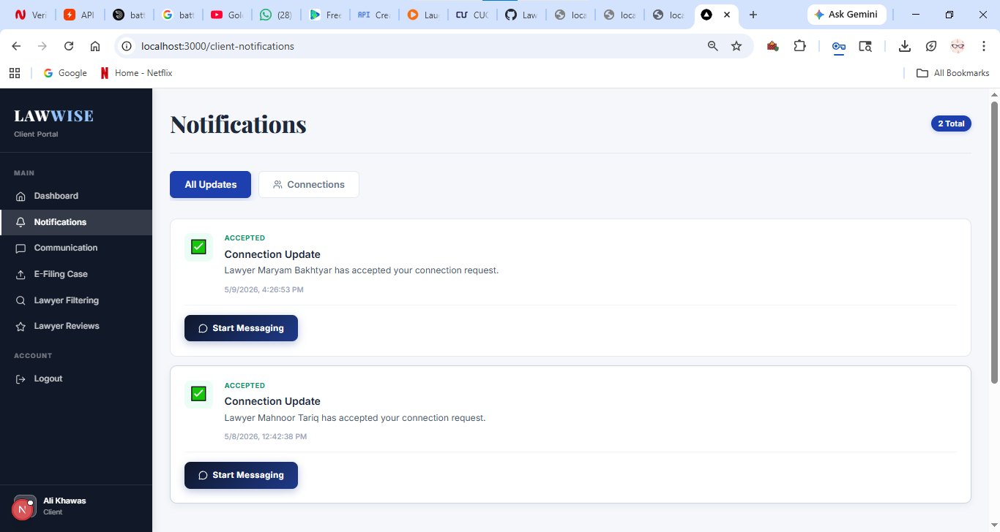 Veri
API
bat
bat
Gol
(28)
Free
API Cre
Lau
CU CUC
Law
loca
loca
loca
Ask Gemini
localhost:3000/client-notifications
Google
Home - Netflix
All Bookmarks
LAWWISE
Client Portal
MAIN
Dashboard
Notifications
Communication
E-Filing Case
Lawyer Filtering
Lawyer Reviews
ACCOUNT
Logout
N
Ali Khawas
Client
Notifications
2 Total
All Updates
Connections
ACCEPTED
Connection Update
Lawyer Maryam Bakhtyar has accepted your connection request.
5/9/2026, 4:26:53 PM
Start Messaging
ACCEPTED
Connection Update
Lawyer Mahnoor Tariq has accepted your connection request.
5/8/2026, 12:42:38 PM
Start Messaging